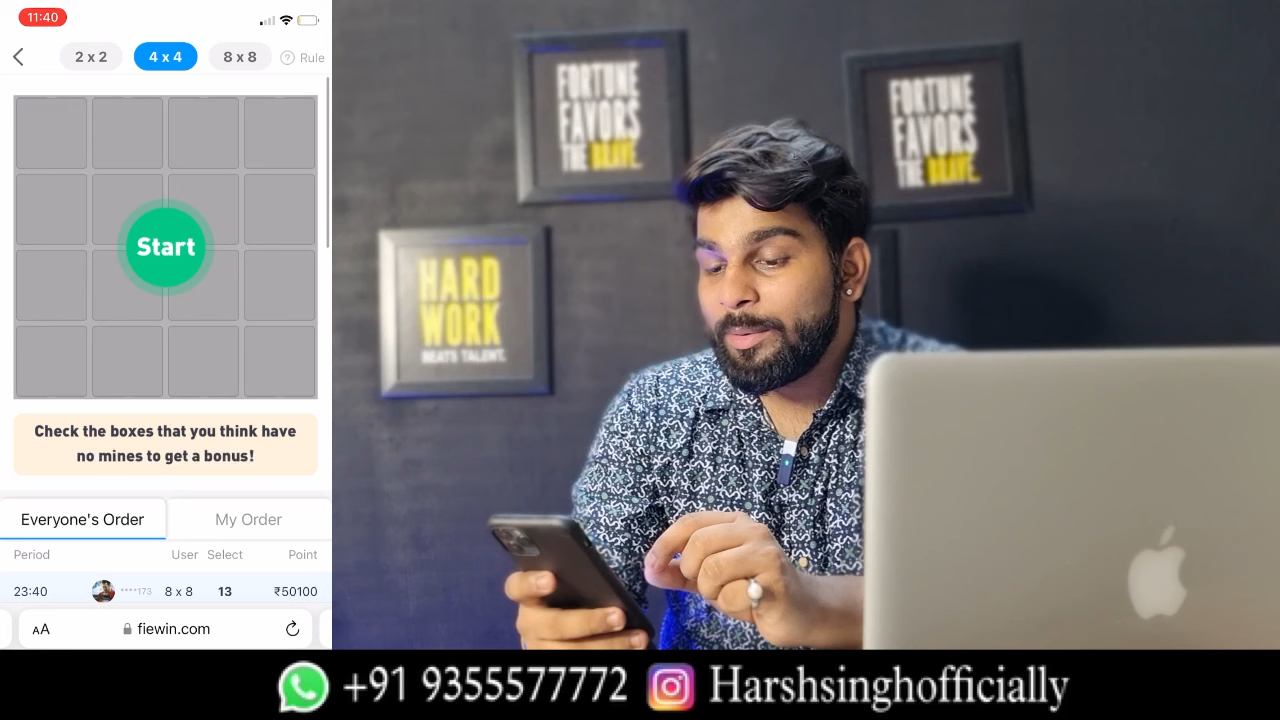 11:40
2 x 2
4 x 4
8 x 8
Rule
Start
Check the boxes that you think have
no mines to get a bonus!
Everyone's Order
My Order
Period
User
Select
Point
23:40
****173
8 x 8
13
₹50100
AA
fiewin.com
FORTUNE
FAVORS
THE BRAVE.
FORTUNE
FAVORS
THE BRAVE.
HARD
WORK
BEATS TALENT.
+91 9355577772
Harshsinghofficially